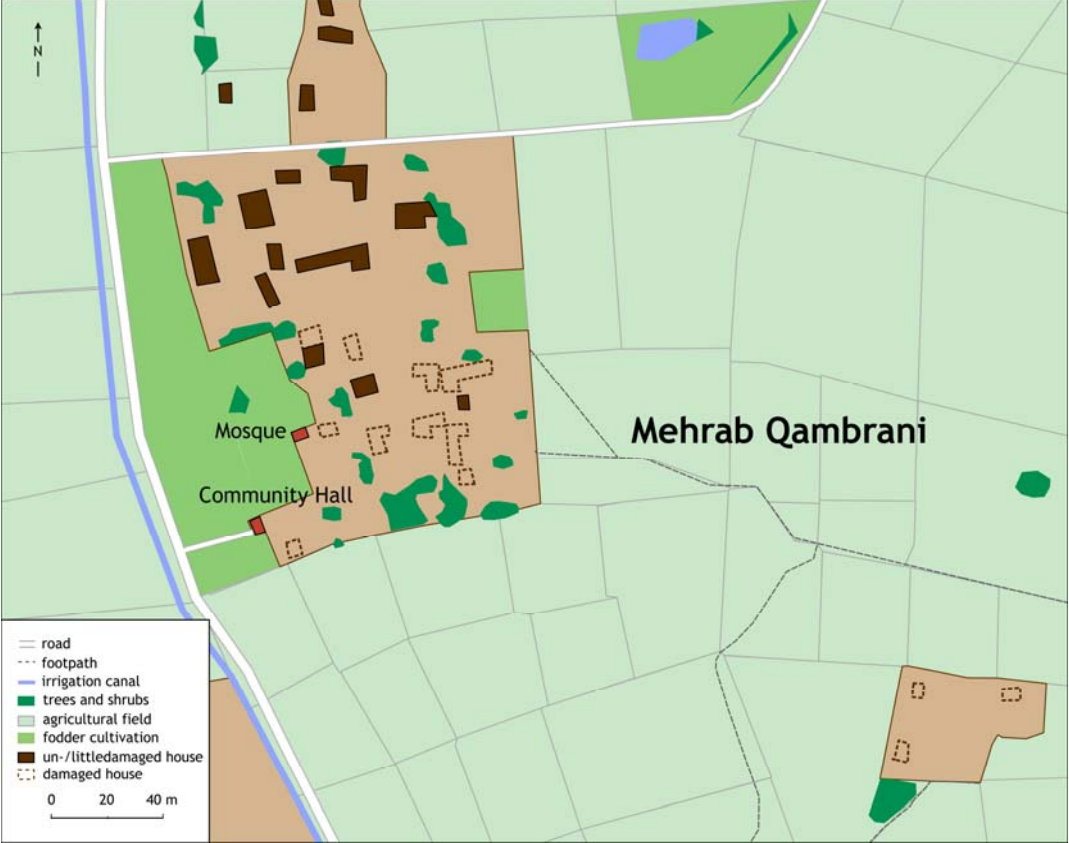 N
Mehrab Qambrani
Mosque
Community Hall
road
footpath
irrigation canal
trees and shrubs
agricultural field
fodder cultivation
un-/littledamaged house
damaged house
0 20 40 m